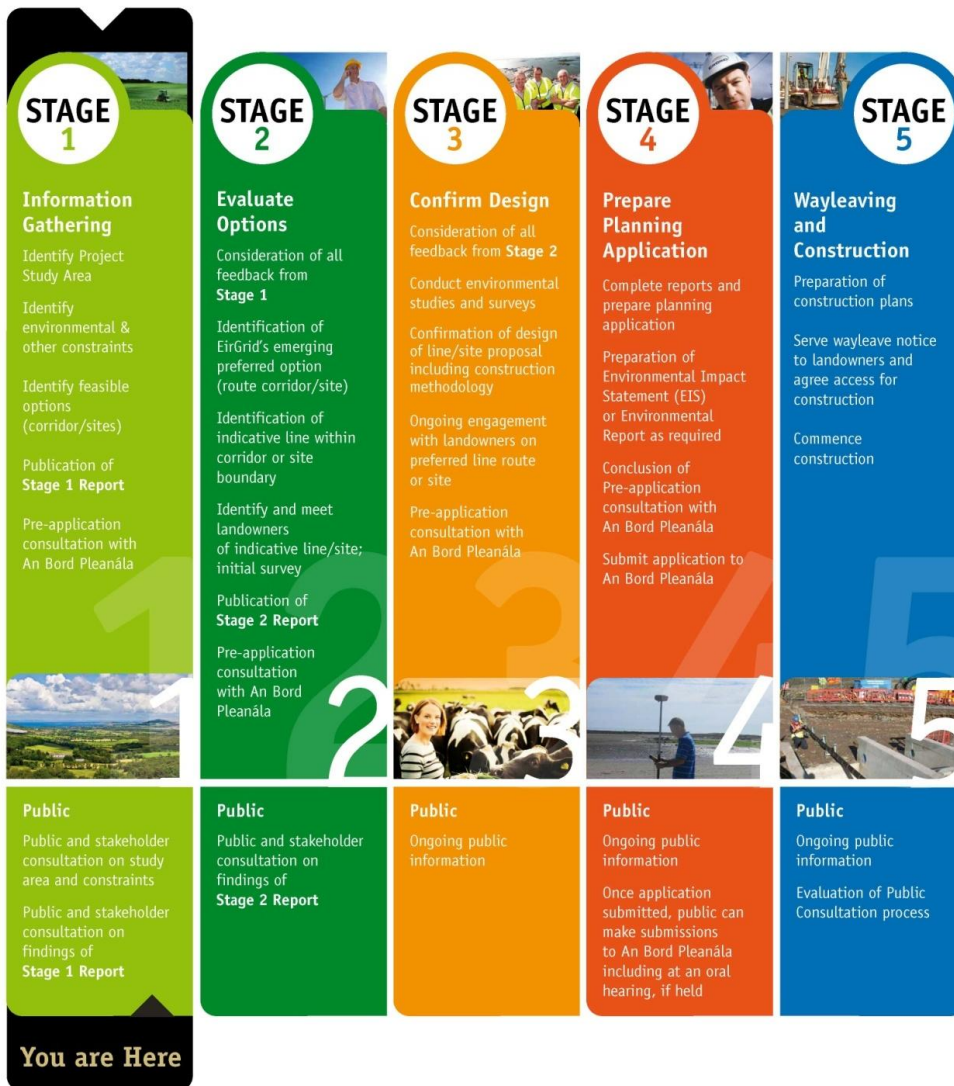 STAGE
1
Information
Gathering
Identify Project
Study Area
Identify
environmental &
other constraints
Identify feasible
options
(corridor/sites)
Publication of
Stage 1 Report
Pre-application
consultation with
An Bord Pleanála
1
1
Public
Public and stakeholder
consultation on study
area and constraints
Public and stakeholder
consultation on
findings of
Stage 1 Report
You are Here
STAGE
2
Evaluate
Options
Consideration of all
feedback from
Stage 1
Identification of
EirGrid's emerging
preferred option
(route corridor/site)
Identification of
indicative line within
corridor or site
boundary
Identify and meet
landowners
of indicative line/site;
initial survey
Publication of
Stage 2 Report
Pre-application
consultation
with An Bord
Pleanála
2
2
Public
Public and stakeholder
consultation on
findings of
Stage 2 Report
STAGE
3
Confirm Design
Consideration of all
feedback from Stage 2
Conduct environmental
studies and surveys
Confirmation of design
of line/site proposal
including construction
methodology
Ongoing engagement
with landowners on
preferred line route
or site
Pre-application
consultation with
An Bord Pleanála
3
3
Public
Ongoing public
information
STAGE
4
Prepare
Planning
Application
Complete reports and
prepare planning
application
Preparation of
Environmental Impact
Statement (EIS)
or Environmental
Report as required
Conclusion of
Pre-application
consultation with
An Bord Pleanála
Submit application to
An Bord Pleanála
4
4
Public
Ongoing public
information
Once application
submitted, public can
make submissions
to An Bord Pleanála
including at an oral
hearing, if held
STAGE
5
Wayleaving
and
Construction
Preparation of
construction plans
Serve wayleave notice
to landowners and
agree access for
construction
Commence
construction
5
5
Public
Ongoing public
information
Evaluation of Public
Consultation process